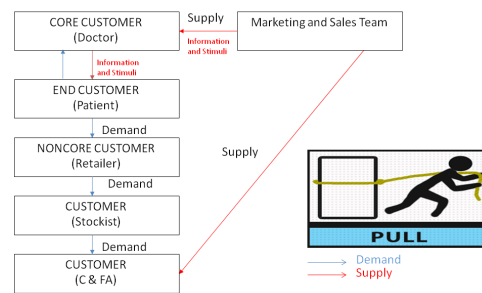 CORE CUSTOMER
(Doctor)
Supply
Information
and Stimuli
Marketing and Sales Team
Information
and Stimuli
END CUSTOMER
(Patient)
Demand
NONCORE CUSTOMER
(Retailer)
Demand
Supply
CUSTOMER
(Stockist)
Demand
CUSTOMER
(C & FA)
PULL
Demand
Supply